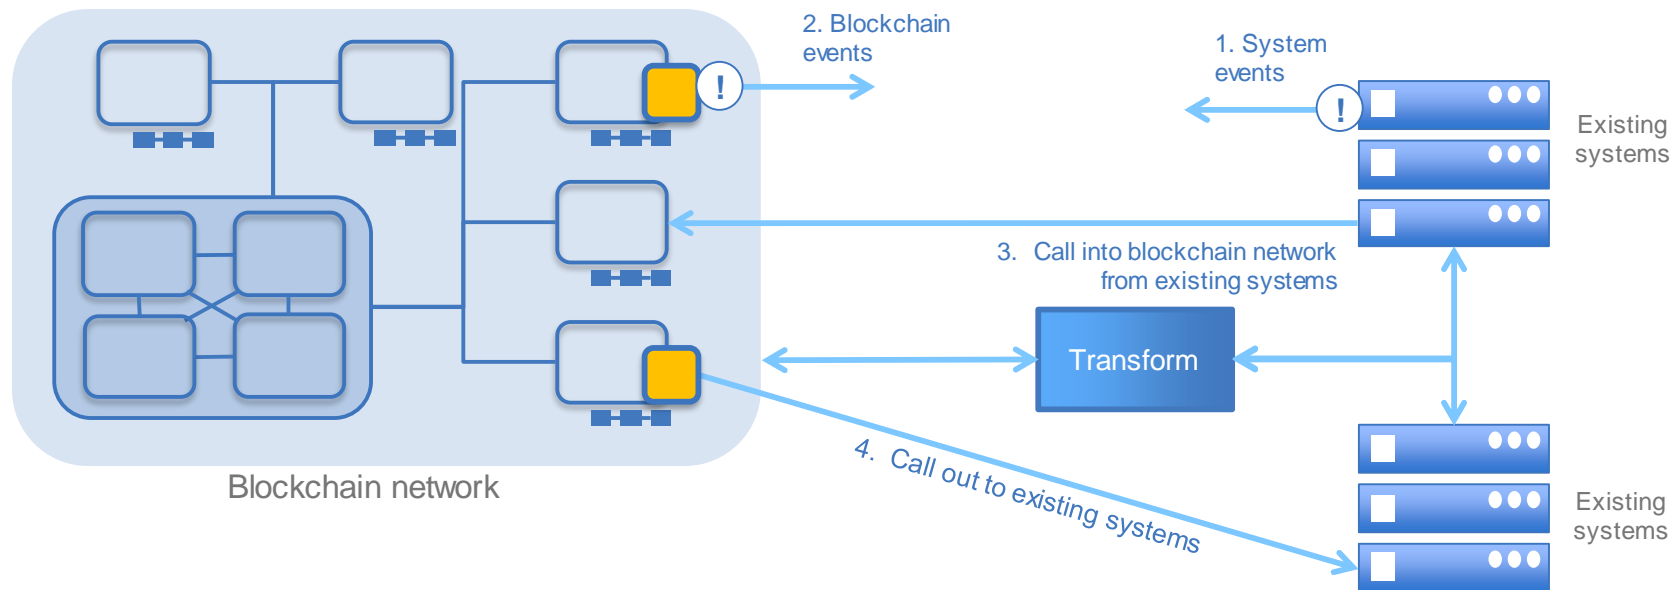 2. Blockchain
events
1. System
events
!
!
Existing
systems
3. Call into blockchain network
from existing systems
Transform
4. Call out to existing systems
Blockchain network
Existing
systems